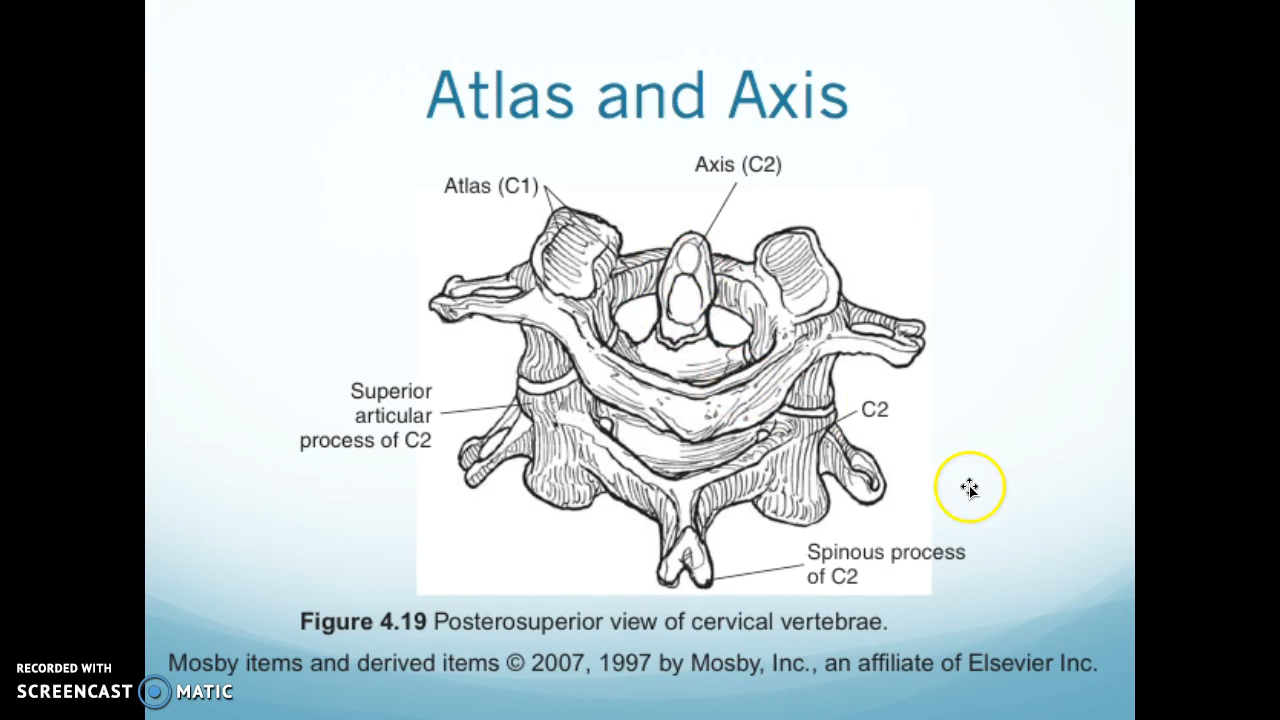 Atlas and Axis
Axis (C2)
Atlas (C1)
Superior
articular
process of C2
C2
Spinous process
of C2
Figure 4.19 Posterosuperior view of cervical vertebrae.
Mosby items and derived items © 2007, 1997 by Mosby, Inc., an affiliate of Elsevier Inc.
RECORDED WITH
SCREENCAST MATIC